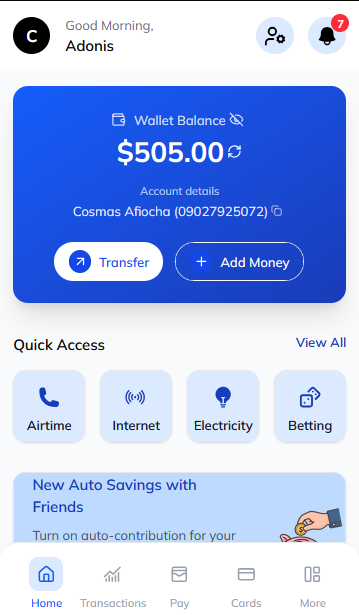 C
Good Morning,
Adonis
7
Wallet Balance
$505.00
Account details
Cosmas Afiocha (09027925072)
Transfer
Add Money
Quick Access
View All
Airtime
Internet
Electricity
Betting
New Auto Savings with
Friends
Turn on auto-contribution for your
Home
Transactions
Pay
Cards
More